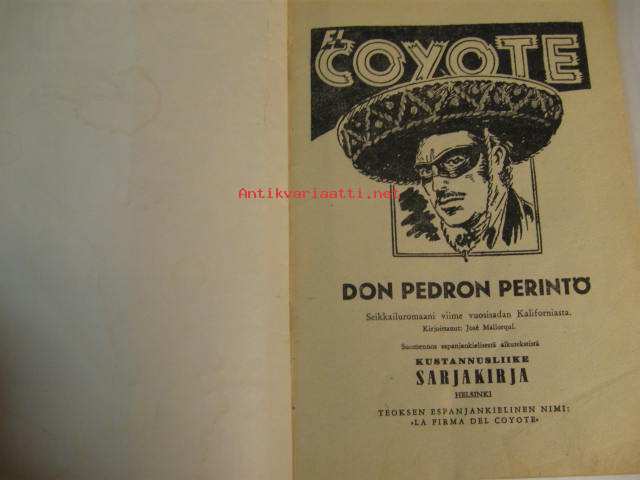 EL
COYOTE
Antikvariaatti.net
DON PEDRON PERINTÖ
Seikkailuromaani viime vuosisadan Kaliforniasta.
Kirjoittanut: José Mallorquí.
Suomennos espanjankielisestä alkutekstistä
KUSTANNUSLIIKE
SARJAKIRJA
HELSINKI
TEOKSEN ESPANJANKIELINEN NIMI:
»LA FIRMA DEL COYOTE»